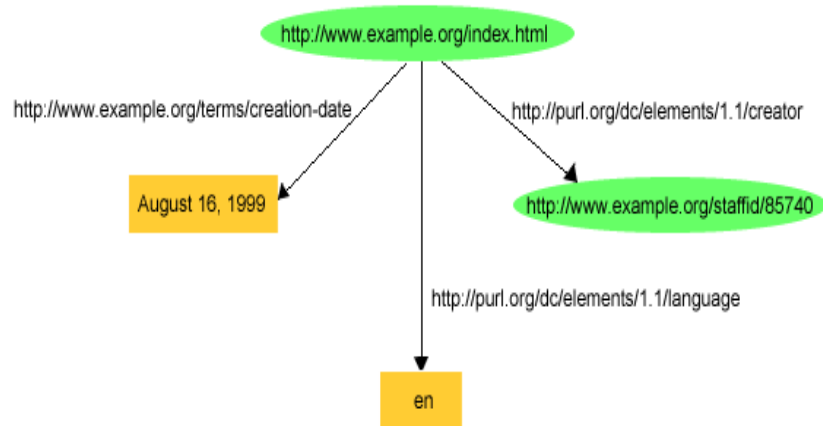 http://www.example.org/index.html
http://www.example.org/terms/creation-date
http://purl.org/dc/elements/1.1/creator
August 16, 1999
http://www.example.org/staffid/85740
http://purl.org/dc/elements/1.1/language
en